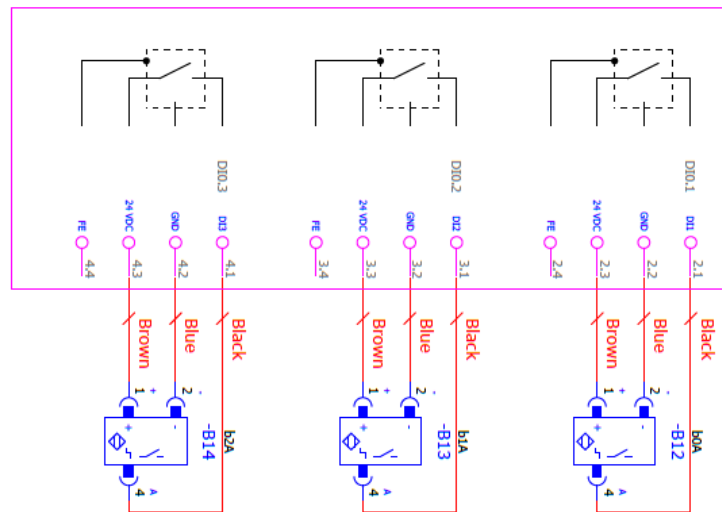 DI0.3
DI0.2
DI0.1
FE
24 VDC
GND
DI3
FE
24 VDC
GND
DI2
FE
24 VDC
GND
DI1
4.4
4.3
4.2
4.1
3.4
3.3
3.2
3.1
2.4
2.3
2.2
2.1
Brown
Blue
Black
Brown
Blue
Black
Brown
Blue
Black
1 +
2 -
1 +
2 -
1 +
2 -
+ -
-B14
b2A
+ -
-B13
b1A
+ -
-B12
b0A
4 A
4 A
4 A